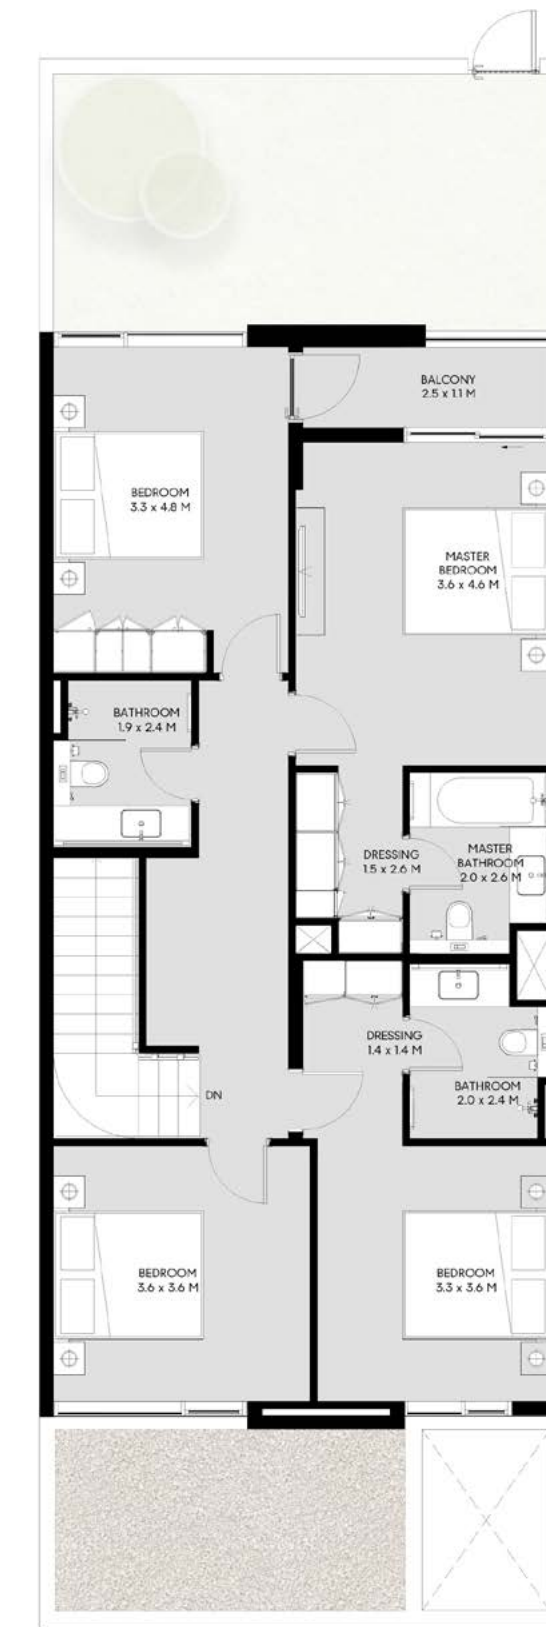 BALCONY
2.5 x 1.1 M
BEDROOM
3.3 x 4.8 M
MASTER
BEDROOM
3.6 x 4.6 M
BATHROOM
1.9 x 2.4 M
DRESSING
1.5 x 2.6 M
MASTER
BATHROOM
2.0 x 2.6 M
DRESSING
1.4 x 1.4 M
BATHROOM
2.0 x 2.4 M
DN
BEDROOM
3.6 x 3.6 M
BEDROOM
3.3 x 3.6 M